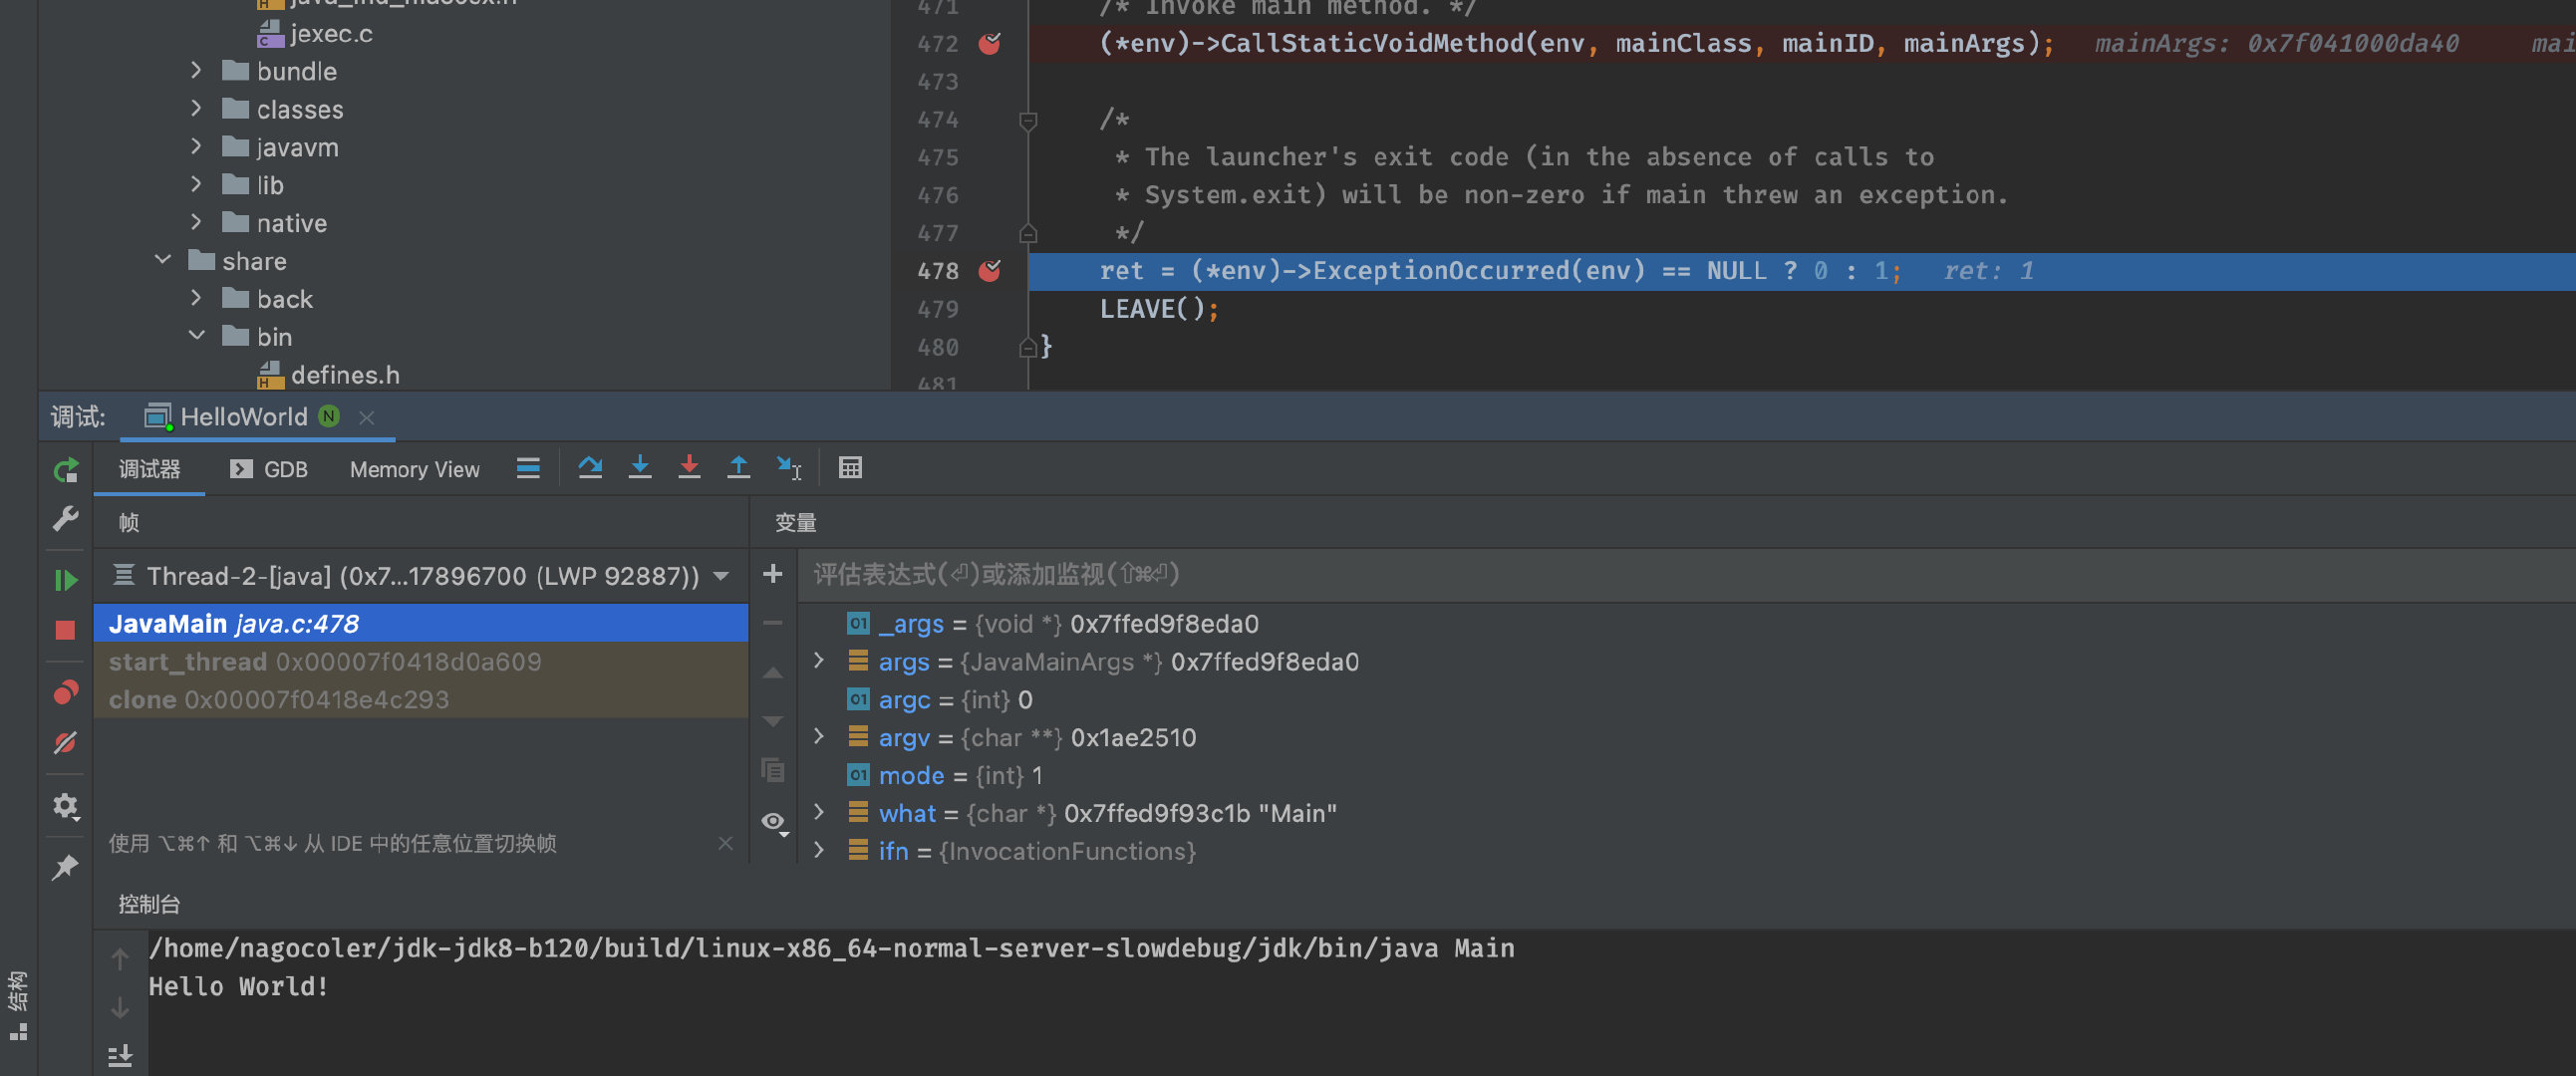 java_md_macosx.h
jexec.c
bundle
classes
javavm
lib
native
share
back
bin
defines.h
471 /* Invoke main method. */
472 (*env)->CallStaticVoidMethod(env, mainClass, mainID, mainArgs); mainArgs: 0x7f041000da40 mai
473
474 /*
475 * The launcher's exit code (in the absence of calls to
476 * System.exit) will be non-zero if main threw an exception.
477 */
478 ret = (*env)->ExceptionOccurred(env) == NULL ? 0 : 1; ret: 1
479 LEAVE();
480 }
481
调试: HelloWorld N
调试器 GDB Memory View
帧
变量
Thread-2-[java] (0x7...17896700 (LWP 92887))
评估表达式(⏎)或添加监视(⇧⌘⏎)
JavaMain java.c:478
start_thread 0x00007f0418d0a609
clone 0x00007f0418e4c293
01 _args = {void *} 0x7ffed9f8eda0
args = {JavaMainArgs *} 0x7ffed9f8eda0
01 argc = {int} 0
argv = {char **} 0x1ae2510
01 mode = {int} 1
what = {char *} 0x7ffed9f93c1b "Main"
ifn = {InvocationFunctions}
使用 ⌥⌘↑ 和 ⌥⌘↓ 从 IDE 中的任意位置切换帧
控制台
/home/nagocoler/jdk-jdk8-b120/build/linux-x86_64-normal-server-slowdebug/jdk/bin/java Main
Hello World!
结构